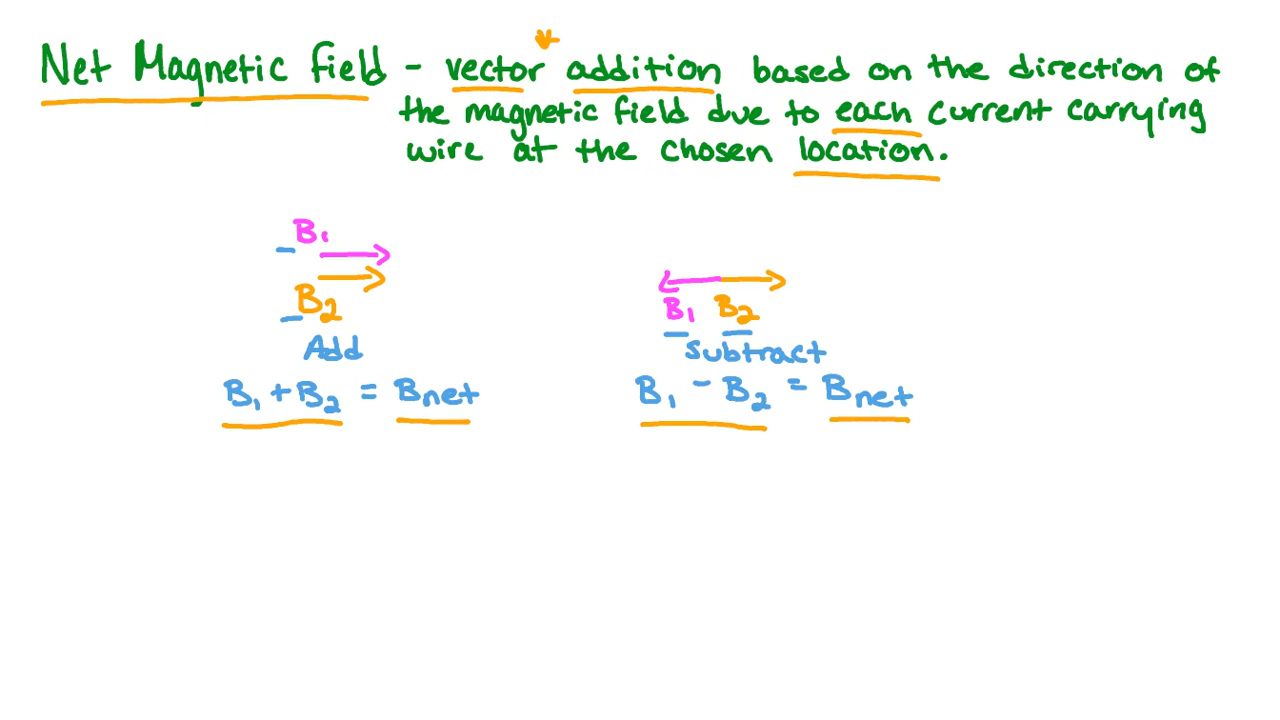 Net Magnetic Field - vector addition based on the direction of
the magnetic field due to each current carrying
wire at the chosen location.
B₁
B₂
Add
B₁ + B₂ = Bnet
B₁ B₂
Subtract
B₁ - B₂ = Bnet